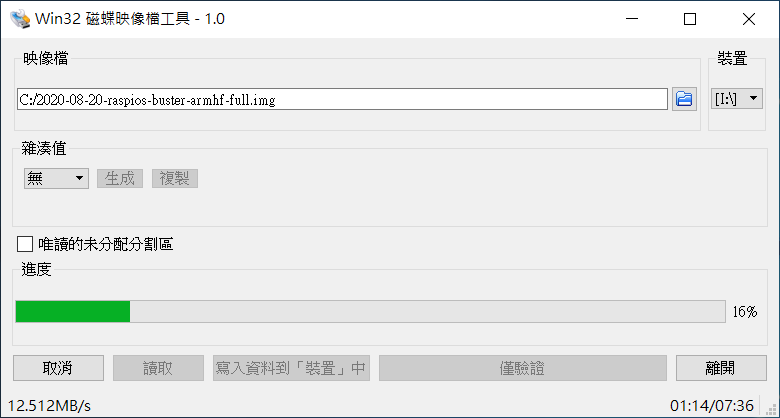 Win32 磁蝶映像檔工具 - 1.0
映像檔
裝置
C:/2020-08-20-raspios-buster-armhf-full.img
[I:\]
雜湊值
無
生成
複製
唯讀的未分配分割區
進度
16%
取消
讀取
寫入資料到「裝置」中
僅驗證
離開
12.512MB/s
01:14/07:36